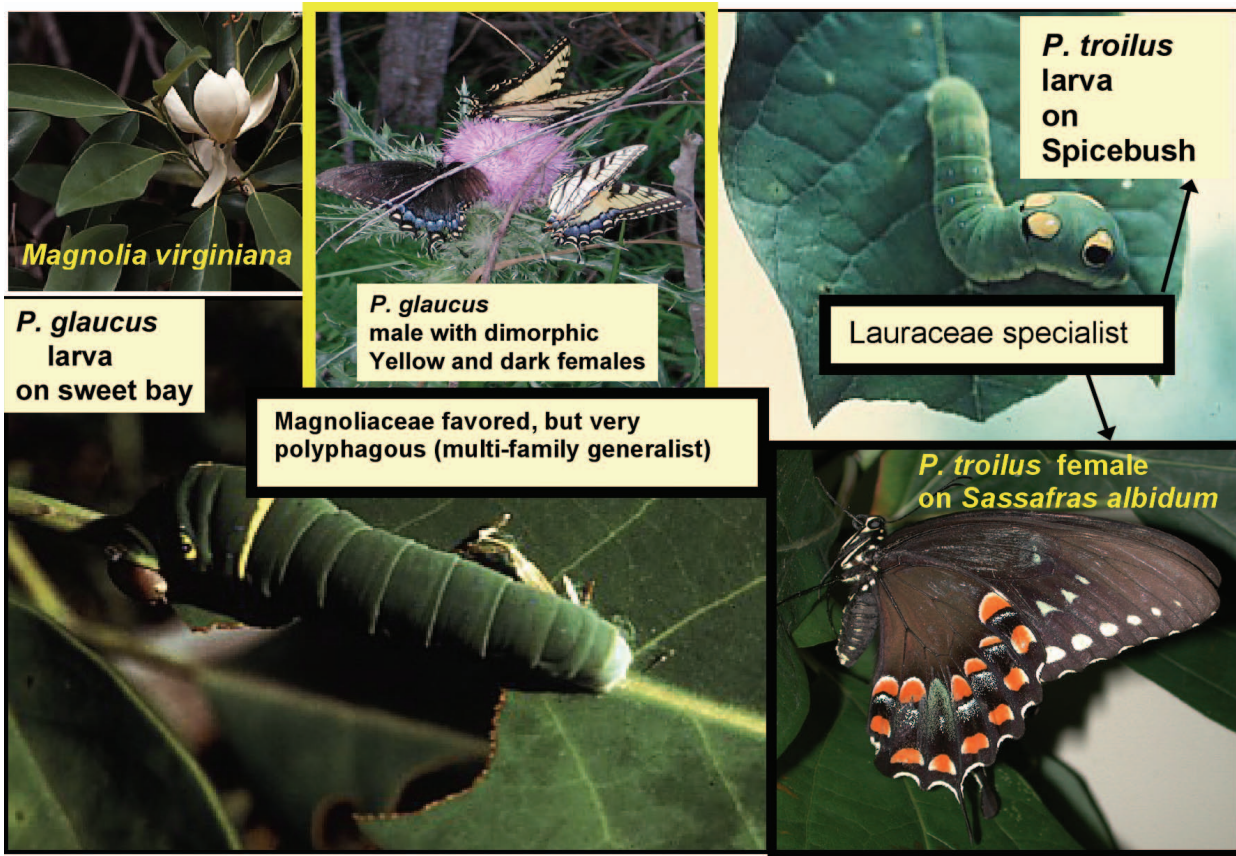 Magnolia virginiana
P. glaucus
larva
on sweet bay
P. glaucus
male with dimorphic
Yellow and dark females
Magnoliaceae favored, but very
polyphagous (multi-family generalist)
P. troilus
larva
on
Spicebush
Lauraceae specialist
P. troilus female
on Sassafras albidum